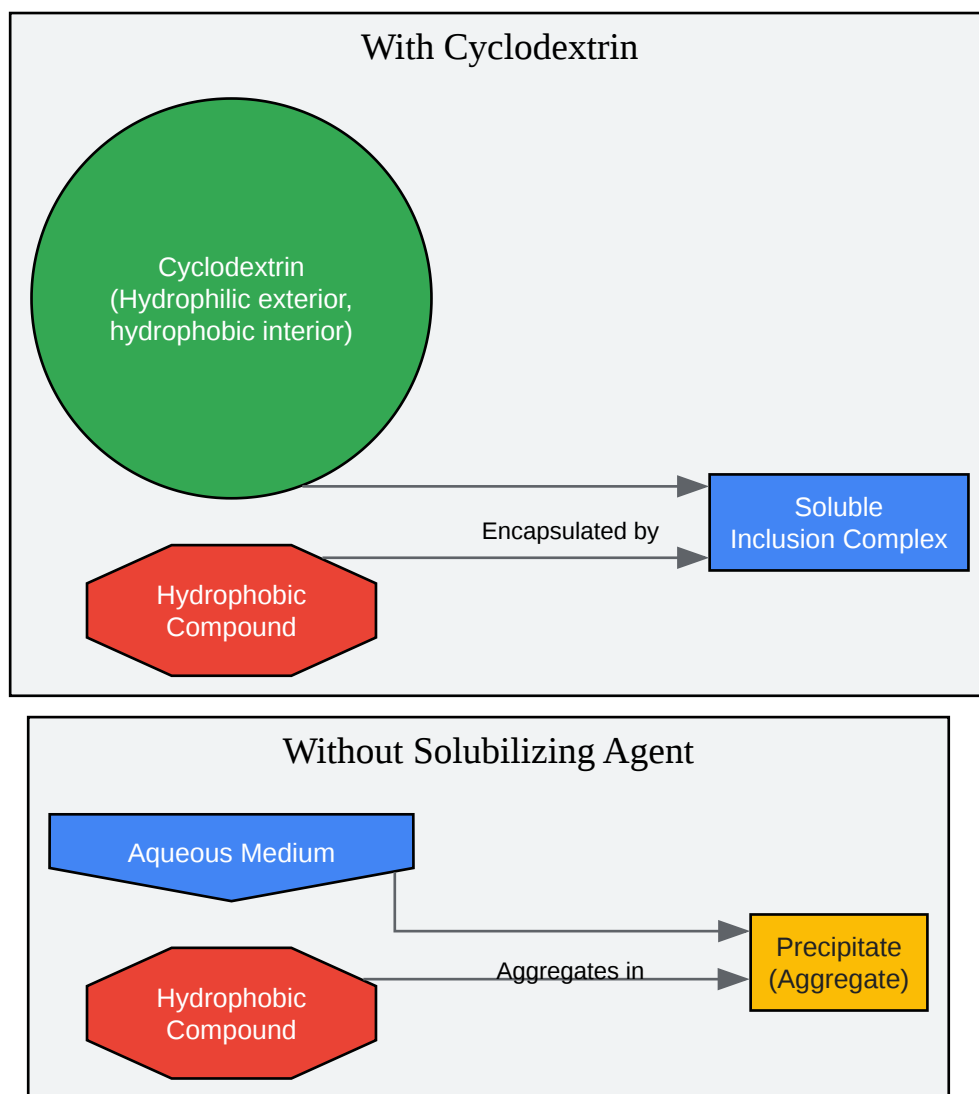 With Cyclodextrin
Cyclodextrin
(Hydrophilic exterior,
hydrophobic interior)
Encapsulated by
Soluble
Inclusion Complex
Hydrophobic
Compound
Without Solubilizing Agent
Aqueous Medium
Aggregates in
Precipitate
(Aggregate)
Hydrophobic
Compound